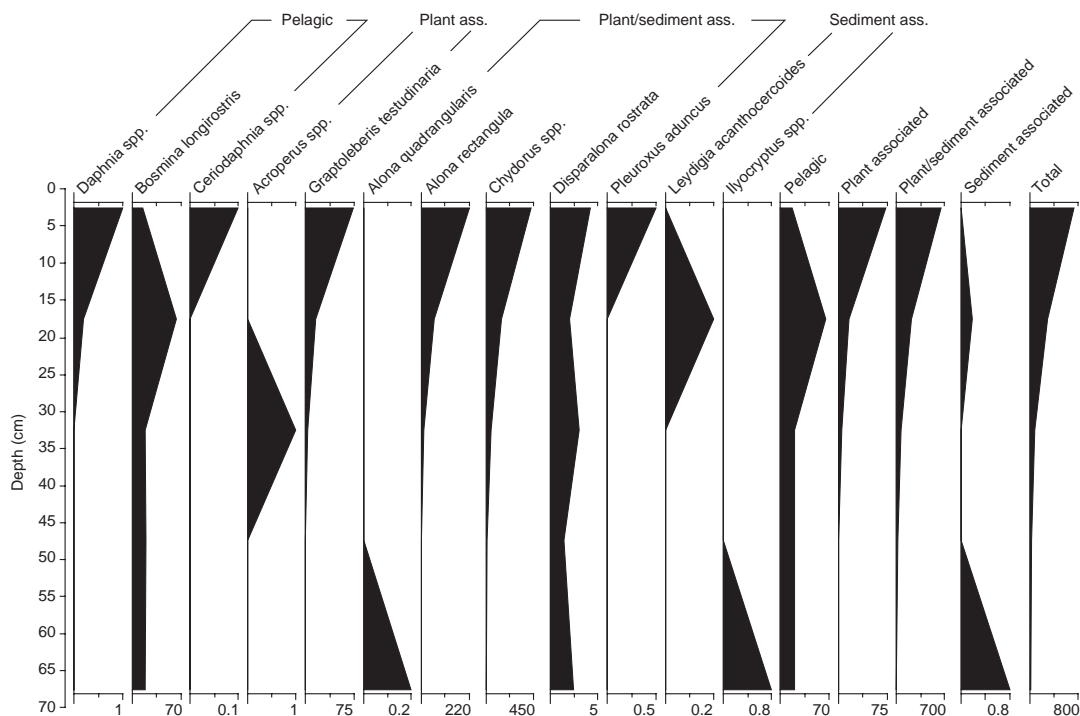 Pelagic Plant ass. Plant/sediment ass. Sediment ass.
Daphnia spp.
Bosmina longirostris
Ceriodaphnia spp.
Acroperus spp.
Graptoleberis testudinaria
Alona quadrangularis
Alona rectangula
Chydorus spp.
Disparalona rostrata
Pleuroxus aduncus
Leydigia acanthocercoides
Ilyocryptus spp.
Pelagic
Plant associated
Plant/sediment associated
Sediment associated
Total
Depth (cm)
0
5
10
15
20
25
30
35
40
45
50
55
60
65
70
1 70 0.1 1 75 0.2 220 450 5 0.5 0.2 0.8 70 75 700 0.8 800